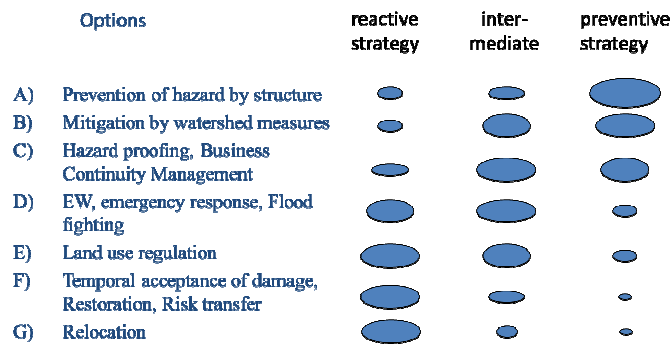 Options reactive strategy inter- mediate preventive strategy
A) Prevention of hazard by structure
B) Mitigation by watershed measures
C) Hazard proofing, Business
Continuity Management
D) EW, emergency response, Flood
fighting
E) Land use regulation
F) Temporal acceptance of damage,
Restoration, Risk transfer
G) Relocation